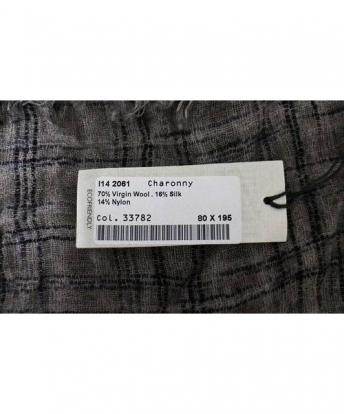 I14 2061 Charonny
70% Virgin Wool . 16% Silk
14% Nylon
Col. 33782 80 X 195
ECOFRIENDLY